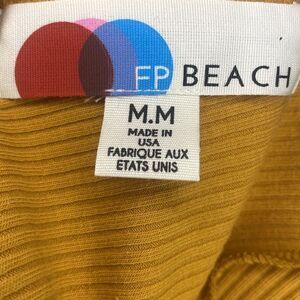 FP BEACH
M.M
MADE IN
USA
FABRIQUE AUX
ETATS UNIS